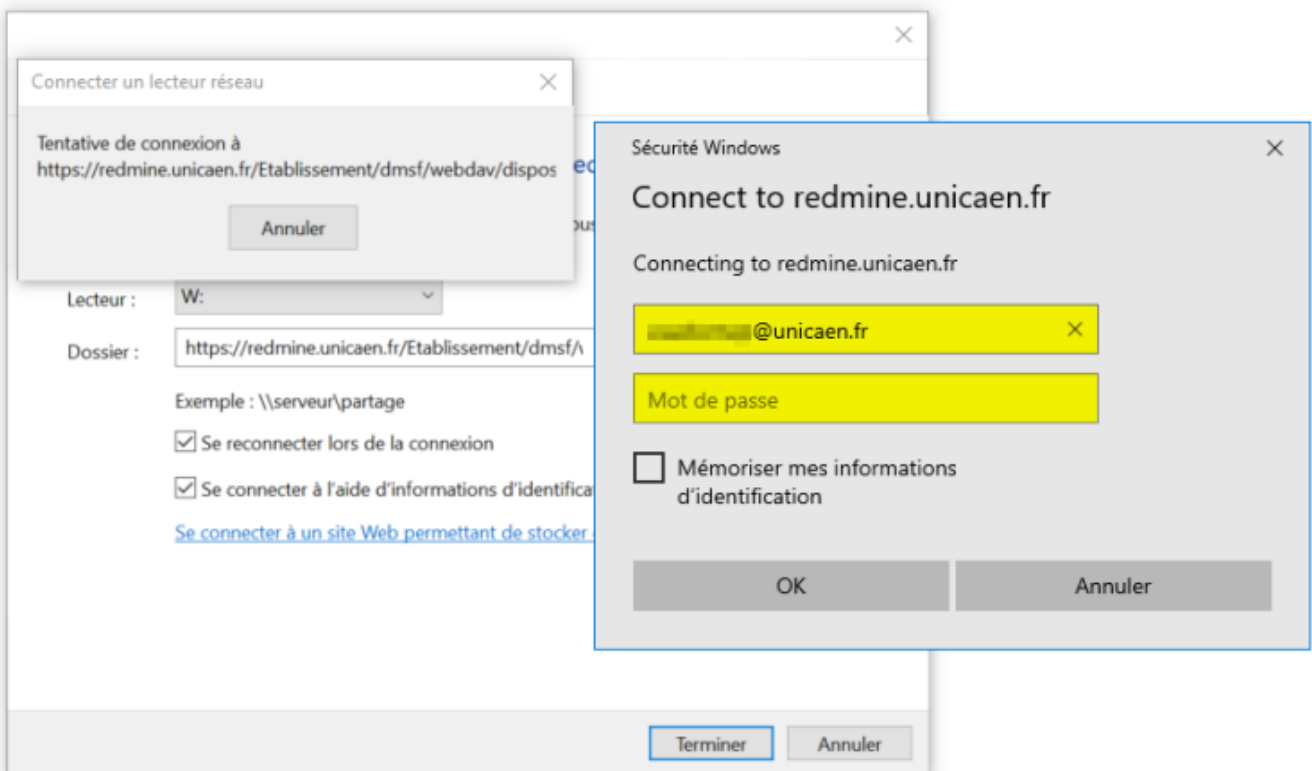 Connecter un lecteur réseau
Tentative de connexion à
https://redmine.unicaen.fr/Etablissement/dmsf/webdav/dispos
Annuler
Lecteur :
W:
Dossier :
https://redmine.unicaen.fr/Etablissement/dmsf/
Exemple : \\serveur\partage
Se reconnecter lors de la connexion
Se connecter à l'aide d'informations d'identifica
Se connecter à un site Web permettant de stocker
Terminer
Annuler
Sécurité Windows
Connect to redmine.unicaen.fr
Connecting to redmine.unicaen.fr
@unicaen.fr
Mot de passe
Mémoriser mes informations
d'identification
OK
Annuler